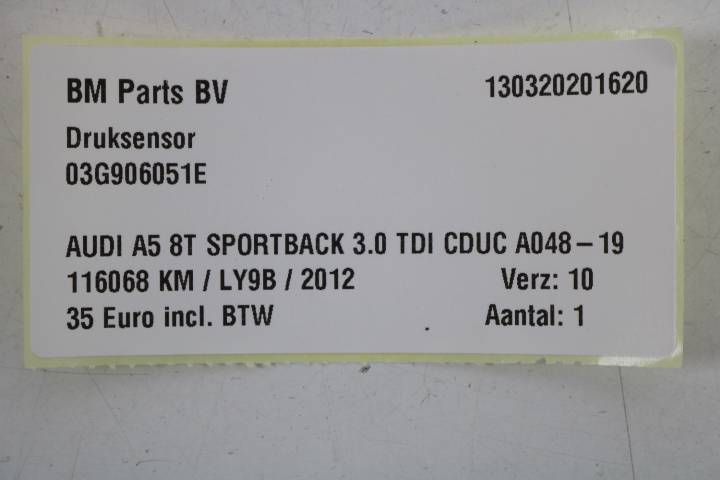 BM Parts BV 130320201620
Druksensor
03G906051E
AUDI A5 8T SPORTBACK 3.0 TDI CDUC A048-19
116068 KM / LY9B / 2012 Verz: 10
35 Euro incl. BTW Aantal: 1